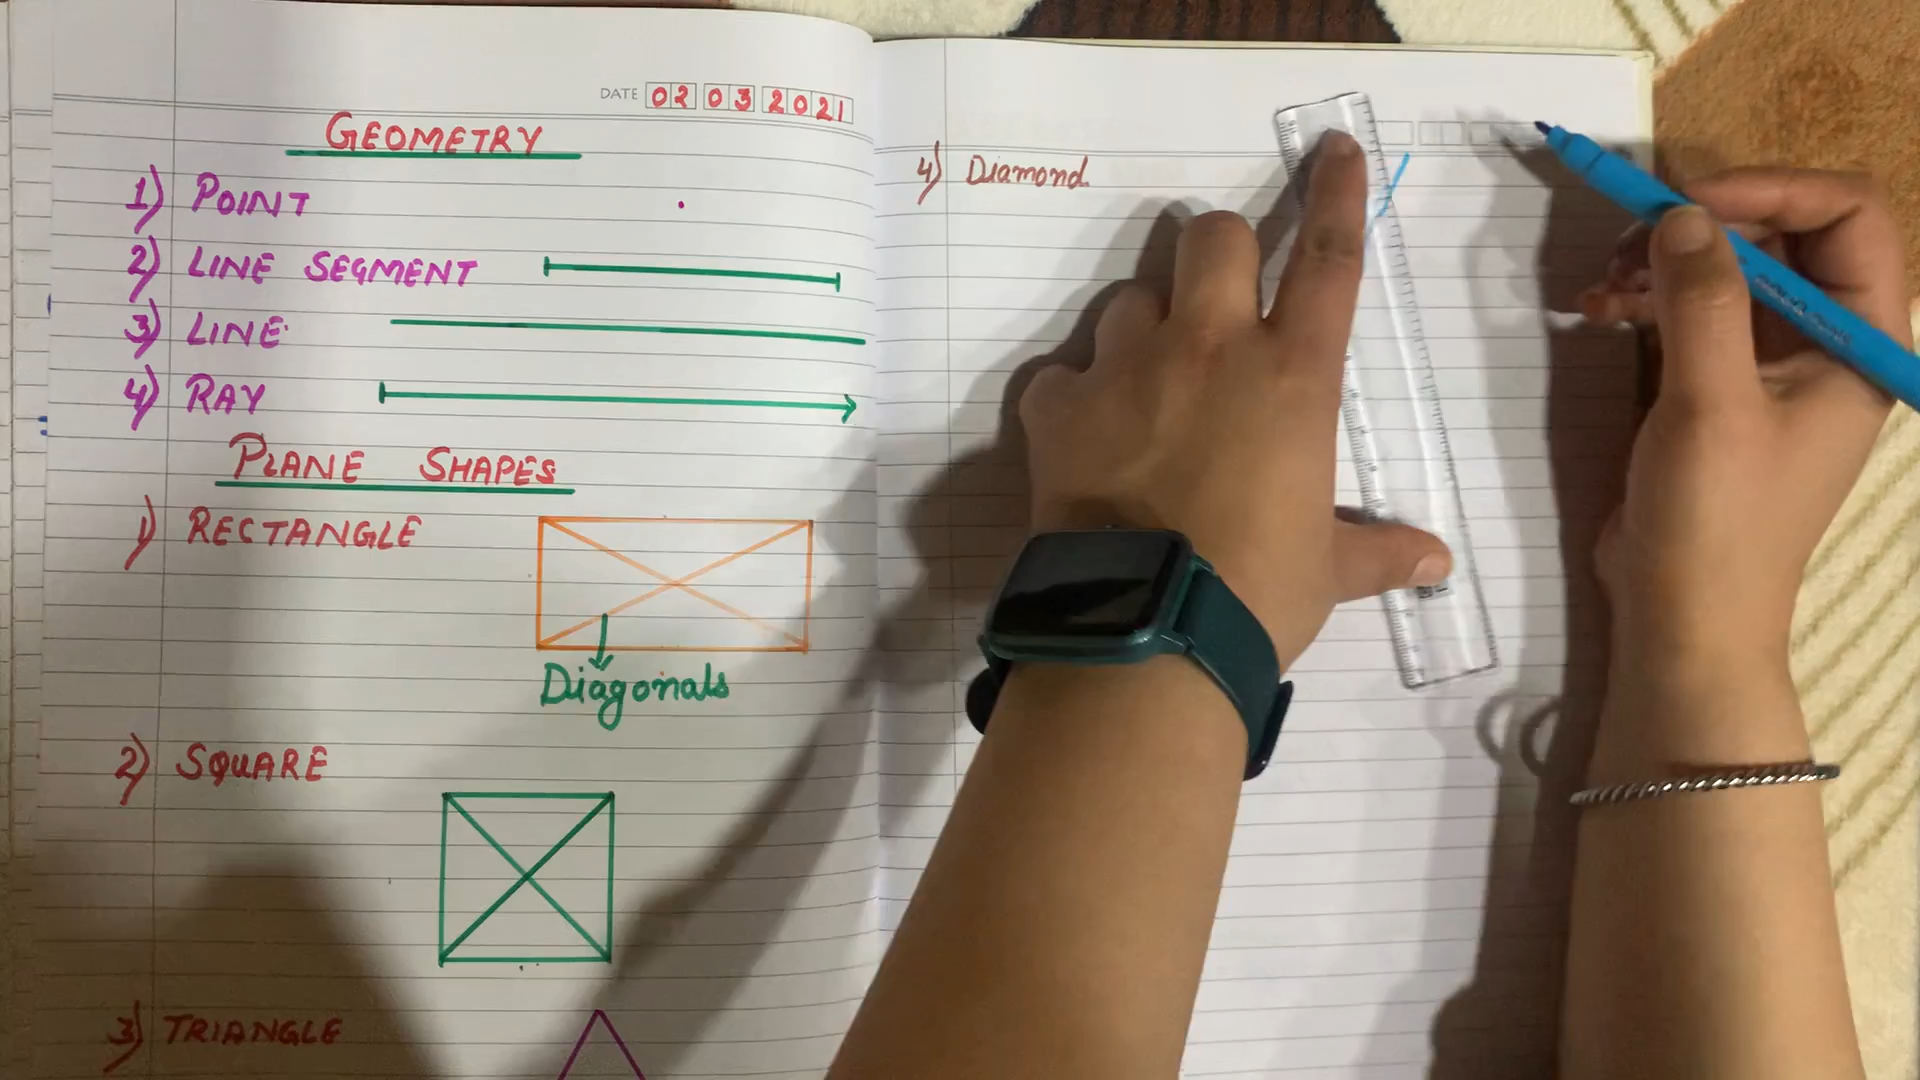 DATE 02 03 2021
GEOMETRY
1) POINT
2) LINE SEGMENT
3) LINE
4) RAY
PLANE SHAPES
1) RECTANGLE
Diagonals
2) SQUARE
3) TRIANGLE
4) Diamond